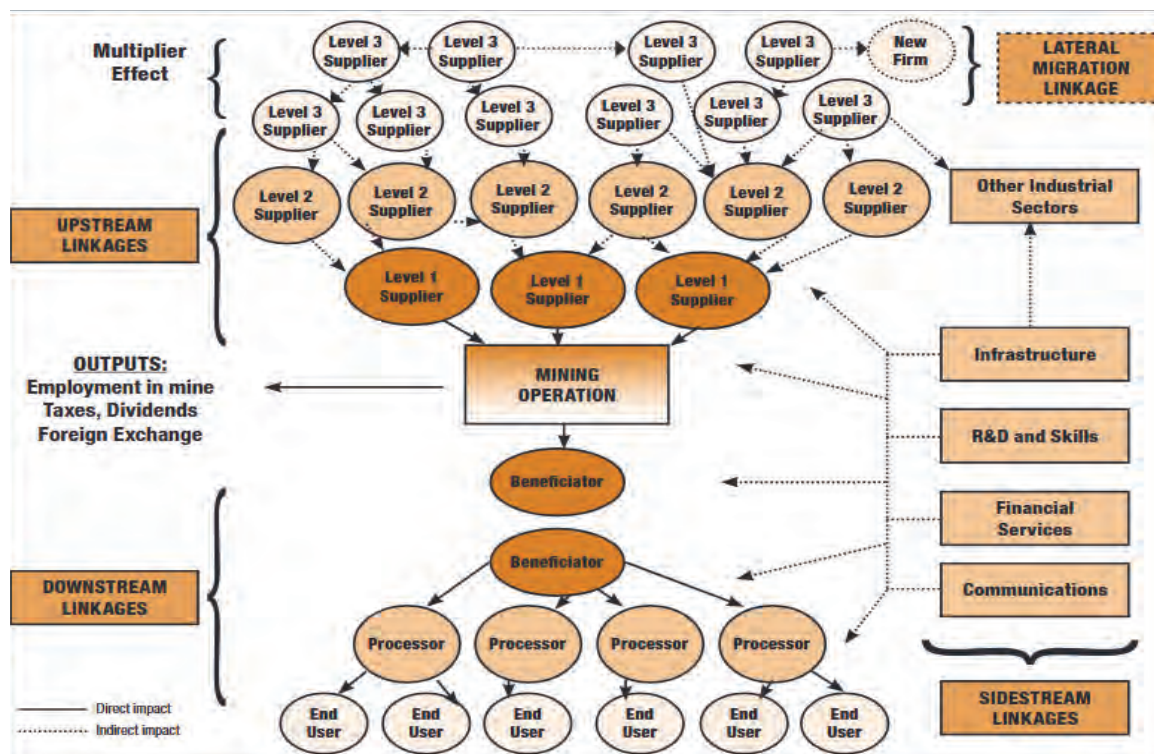 Multiplier
Effect
Level 3
Supplier
Level 3
Supplier
Level 3
Supplier
Level 3
Supplier
New
Firm
LATERAL
MIGRATION
LINKAGE
Level 3
Supplier
Level 3
Supplier
Level 3
Supplier
Level 3
Supplier
Level 3
Supplier
Level 3
Supplier
UPSTREAM
LINKAGES
Level 2
Supplier
Level 2
Supplier
Level 2
Supplier
Level 2
Supplier
Level 2
Supplier
Level 2
Supplier
Other Industrial
Sectors
Level 1
Supplier
Level 1
Supplier
Level 1
Supplier
OUTPUTS:
Employment in mine
Taxes, Dividends
Foreign Exchange
MINING
OPERATION
Infrastructure
R&D and Skills
Beneficiator
Financial
Services
DOWNSTREAM
LINKAGES
Beneficiator
Communications
Processor
Processor
Processor
Processor
SIDESTREAM
LINKAGES
End
User
End
User
End
User
End
User
End
User
End
User
Direct impact
Indirect impact